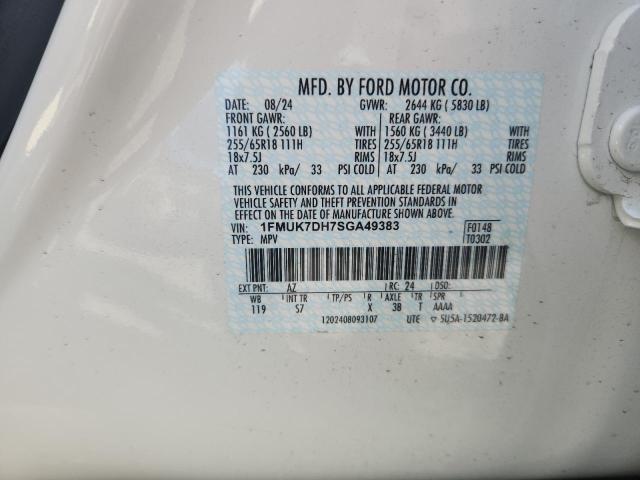 MFD. BY FORD MOTOR CO.
DATE: 08/24 GVWR: 2644 KG ( 5830 LB)
FRONT GAWR: REAR GAWR:
1161 KG ( 2560 LB) WITH 1560 KG ( 3440 LB) WITH
255/65R18 111H TIRES 255/65R18 111H TIRES
18x7.5J RIMS 18x7.5J RIMS
AT 230 kPa/ 33 PSI COLD AT 230 kPa/ 33 PSI COLD
THIS VEHICLE CONFORMS TO ALL APPLICABLE FEDERAL MOTOR
VEHICLE SAFETY AND THEFT PREVENTION STANDARDS IN
EFFECT ON THE DATE OF MANUFACTURE SHOWN ABOVE.
VIN: 1FMUK7DH7SGA49383 F0148
TYPE: MPV T0302
EXT PNT: AZ RC: 24 DSO:
WB INT TR TP/PS R AXLE TR SPR
119 S7 X 38 T AAAA
1202408093107 UTE ▽ 5U5A-1520472-BA